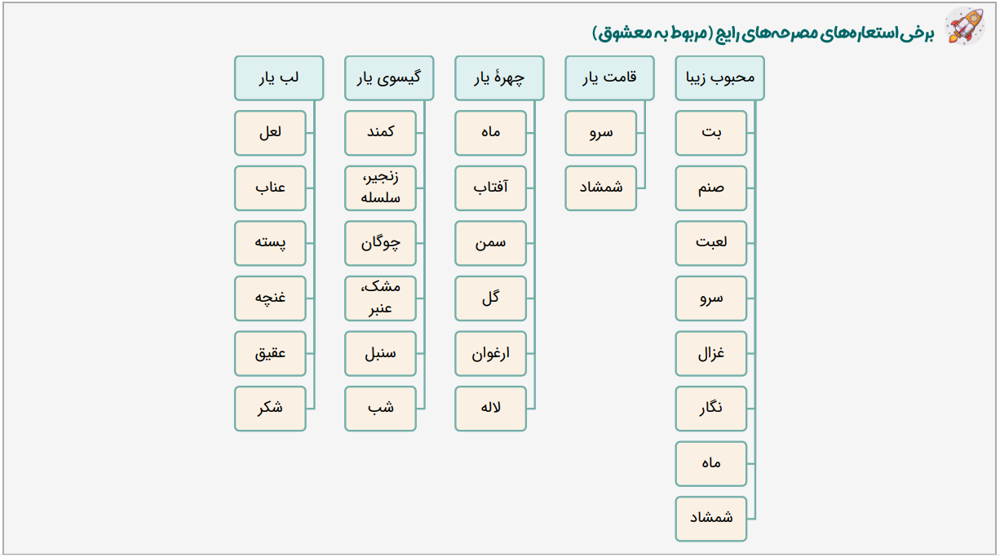 برخی استعاره‌های مصرحه‌های رایج (مربوط به معشوق)
محبوب زیبا
بت
صنم
لعبت
سرو
غزال
نگار
ماه
شمشاد
قامت یار
سرو
شمشاد
چهرهٔ یار
ماه
آفتاب
سمن
گل
ارغوان
لاله
گیسوی یار
کمند
زنجیر،
سلسله
چوگان
مشک،
عنبر
سنبل
شب
لب یار
لعل
عناب
پسته
غنچه
عقیق
شکر